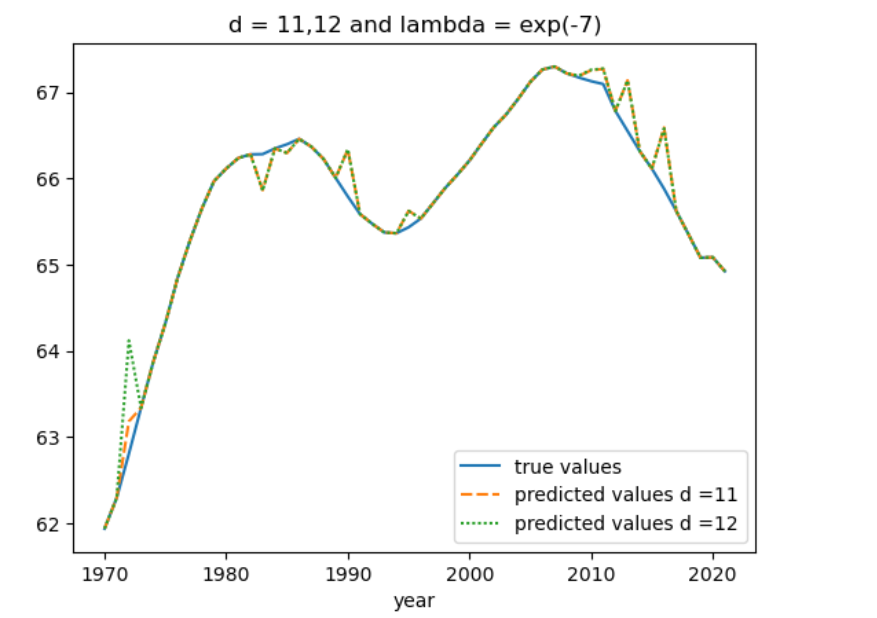 d = 11,12 and lambda = exp(-7)
67
66
65
64
63
62
1970 1980 1990 2000 2010 2020
year
true values
predicted values d =11
predicted values d =12